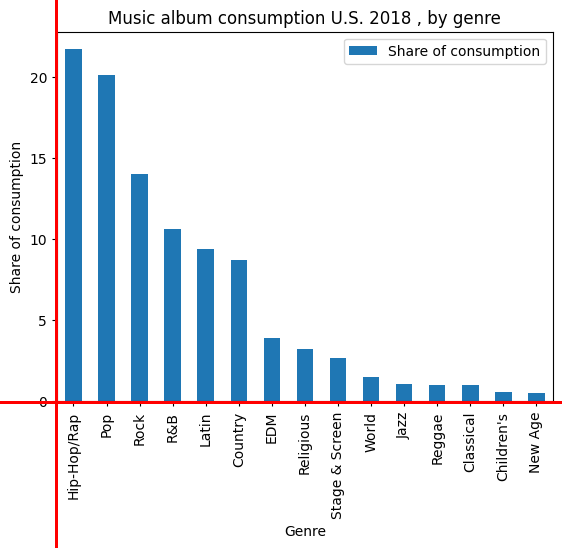 Music album consumption U.S. 2018 , by genre
Share of consumption
Share of consumption
20
15
10
5
0
Hip-Hop/Rap
Pop
Rock
R&B
Latin
Country
EDM
Religious
Stage & Screen
World
Jazz
Reggae
Classical
Children's
New Age
Genre